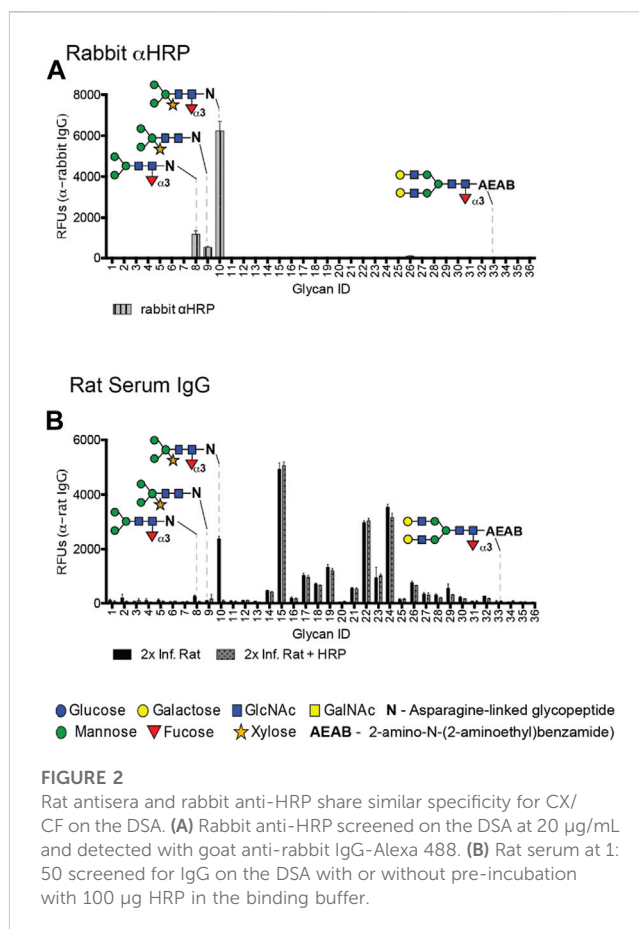 Rabbit αHRP
A
α3
N
N
α3
N
AEAB
α3
RFUs (α-rabbit IgG)
8000
6000
4000
2000
0
1 2 3 4 5 6 7 8 9 10 11 12 13 14 15 16 17 18 19 20 21 22 23 24 25 26 27 28 29 30 31 32 33 34 35 36
Glycan ID
rabbit αHRP
Rat Serum IgG
B
N
α3
N
N
α3
AEAB
α3
RFUs (α-rat IgG)
6000
4000
2000
0
1 2 3 4 5 6 7 8 9 10 11 12 13 14 15 16 17 18 19 20 21 22 23 24 25 26 27 28 29 30 31 32 33 34 35 36
Glycan ID
2x Inf. Rat 2x Inf. Rat + HRP
Glucose Galactose GlcNAc GalNAc N - Asparagine-linked glycopeptide
Mannose Fucose Xylose AEAB - 2-amino-N-(2-aminoethyl)benzamide)
FIGURE 2
Rat antisera and rabbit anti-HRP share similar specificity for CX/
CF on the DSA. (A) Rabbit anti-HRP screened on the DSA at 20 µg/mL
and detected with goat anti-rabbit IgG-Alexa 488. (B) Rat serum at 1:
50 screened for IgG on the DSA with or without pre-incubation
with 100 µg HRP in the binding buffer.